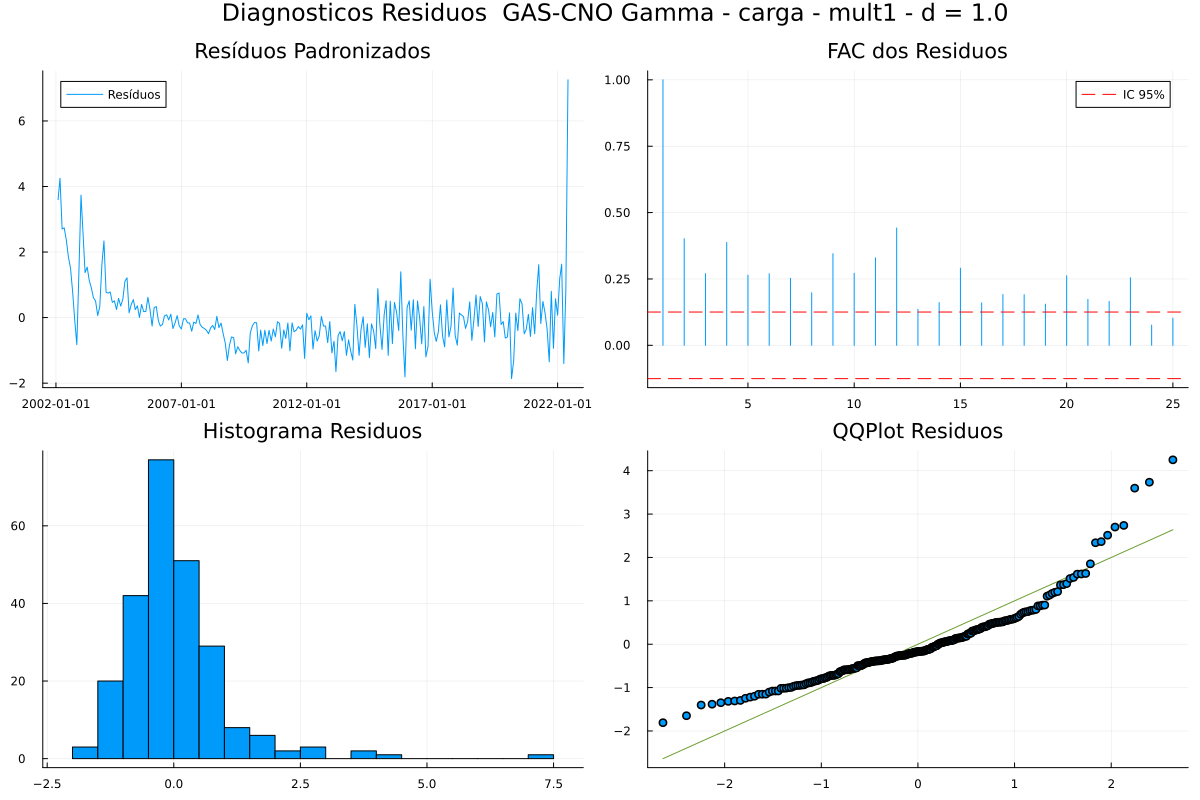 Diagnosticos Residuos  GAS-CNO Gamma - carga - mult1 - d = 1.0
Resíduos Padronizados
Resíduos
6
4
2
0
−2
2002-01-01 2007-01-01 2012-01-01 2017-01-01 2022-01-01
FAC dos Residuos
IC 95%
1.00
0.75
0.50
0.25
0.00
5 10 15 20 25
Histograma Residuos
60
40
20
0
−2.5 0.0 2.5 5.0 7.5
QQPlot Residuos
4
3
2
1
0
−1
−2
−2 −1 0 1 2